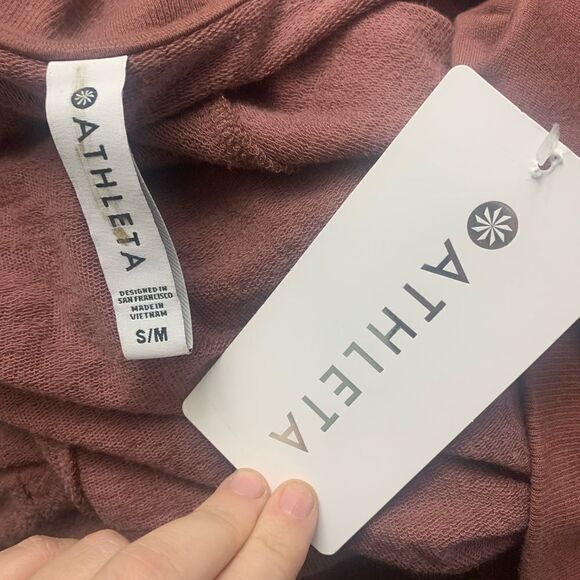 ATHLETA
DESIGNED IN
SAN FRANCISCO
MADE IN
VIETNAM
S/M
ATHLETA